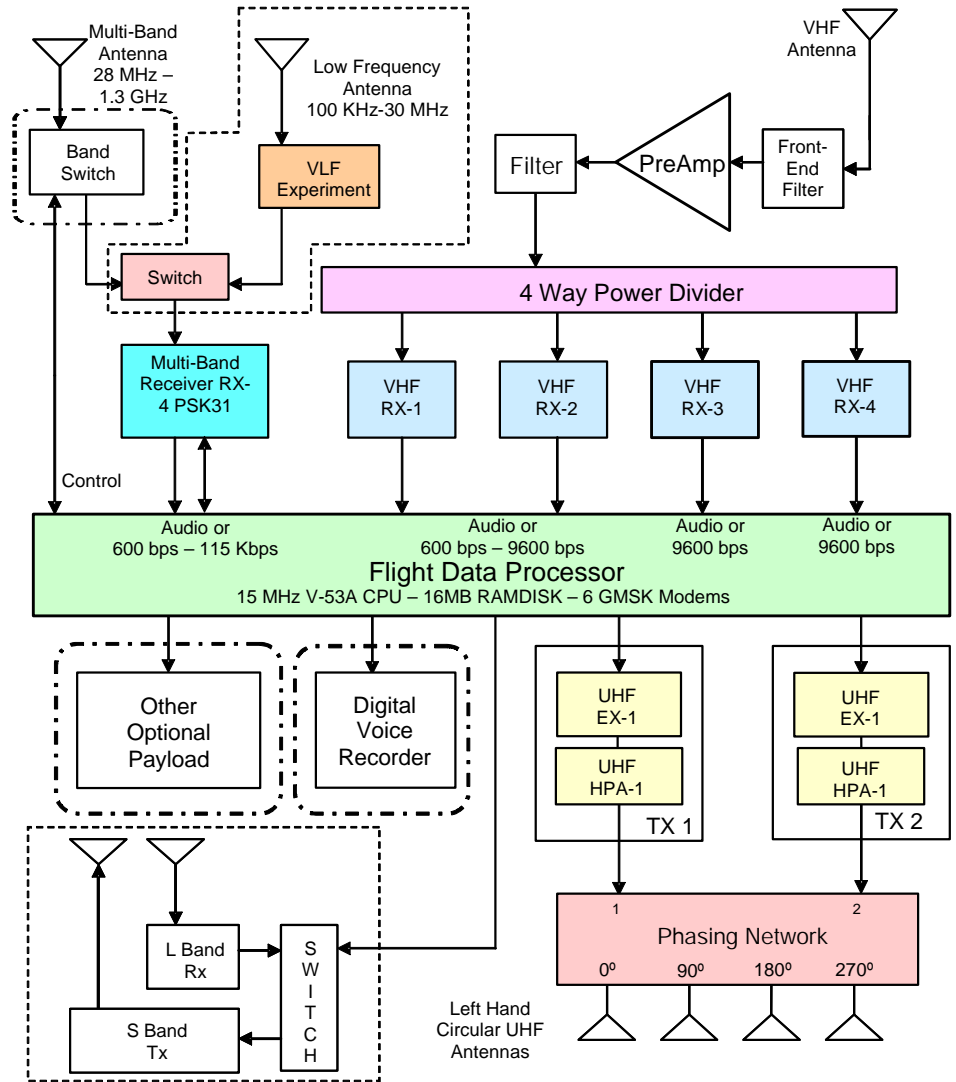 Multi-Band
Antenna
28 MHz –
1.3 GHz
Low Frequency
Antenna
100 KHz-30 MHz
VHF
Antenna
Band
Switch
VLF
Experiment
Filter
PreAmp
Front-
End
Filter
Switch
4 Way Power Divider
Multi-Band
Receiver RX-
4 PSK31
VHF
RX-1
VHF
RX-2
VHF
RX-3
VHF
RX-4
Control
Audio or
600 bps – 115 Kbps
Audio or
600 bps – 9600 bps
Audio or
9600 bps
Audio or
9600 bps
Flight Data Processor
15 MHz V-53A CPU – 16MB RAMDISK – 6 GMSK Modems
Other
Optional
Payload
Digital
Voice
Recorder
UHF
EX-1
UHF
HPA-1
TX 1
UHF
EX-1
UHF
HPA-1
TX 2
L Band
Rx
S Band
Tx
S
W
I
T
C
H
1
2
Phasing Network
0º
90º
180º
270º
Left Hand
Circular UHF
Antennas